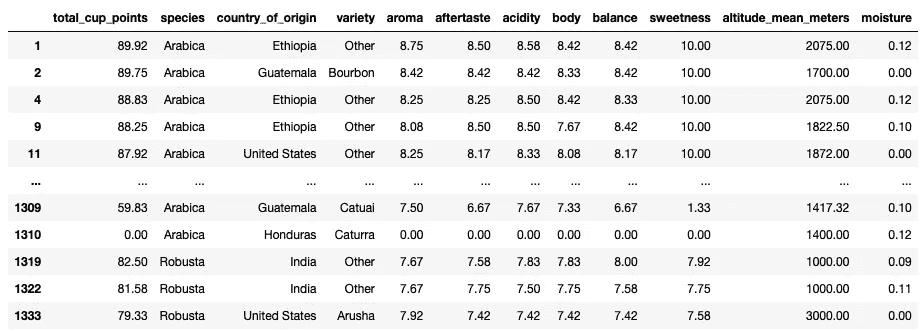 total_cup_points species country_of_origin variety aroma aftertaste acidity body balance sweetness altitude_mean_meters moisture
1 89.92 Arabica Ethiopia Other 8.75 8.50 8.58 8.42 8.42 10.00 2075.00 0.12
2 89.75 Arabica Guatemala Bourbon 8.42 8.42 8.42 8.33 8.42 10.00 1700.00 0.00
4 88.83 Arabica Ethiopia Other 8.25 8.25 8.50 8.42 8.33 10.00 2075.00 0.12
9 88.25 Arabica Ethiopia Other 8.08 8.50 8.50 7.67 8.42 10.00 1822.50 0.10
11 87.92 Arabica United States Other 8.25 8.17 8.33 8.08 8.17 10.00 1872.00 0.00
... ... ... ... ... ... ... ... ... ... ... ... ...
1309 59.83 Arabica Guatemala Catuai 7.50 6.67 7.67 7.33 6.67 1.33 1417.32 0.10
1310 0.00 Arabica Honduras Caturra 0.00 0.00 0.00 0.00 0.00 0.00 1400.00 0.12
1319 82.50 Robusta India Other 7.67 7.58 7.83 7.83 8.00 7.92 1000.00 0.09
1322 81.58 Robusta India Other 7.67 7.75 7.50 7.75 7.58 7.75 1000.00 0.11
1333 79.33 Robusta United States Arusha 7.92 7.42 7.42 7.42 7.42 7.58 3000.00 0.00